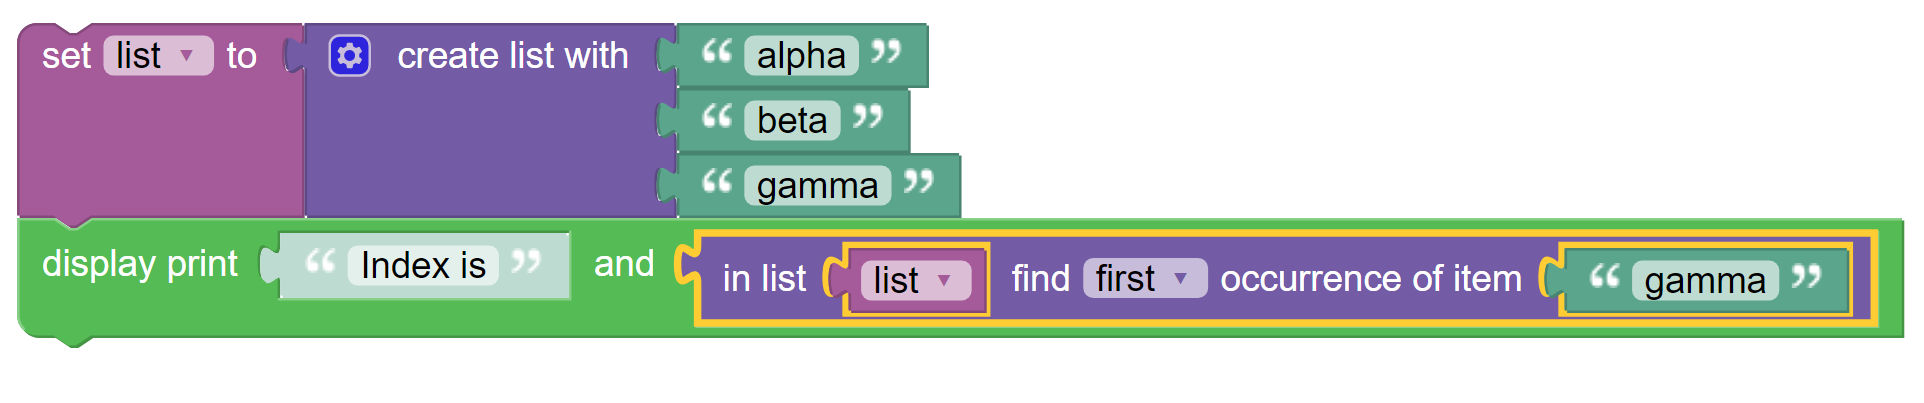 set list to create list with “ alpha ”
“ beta ”
“ gamma ”
display print “ Index is ” and in list list find first occurrence of item “ gamma ”